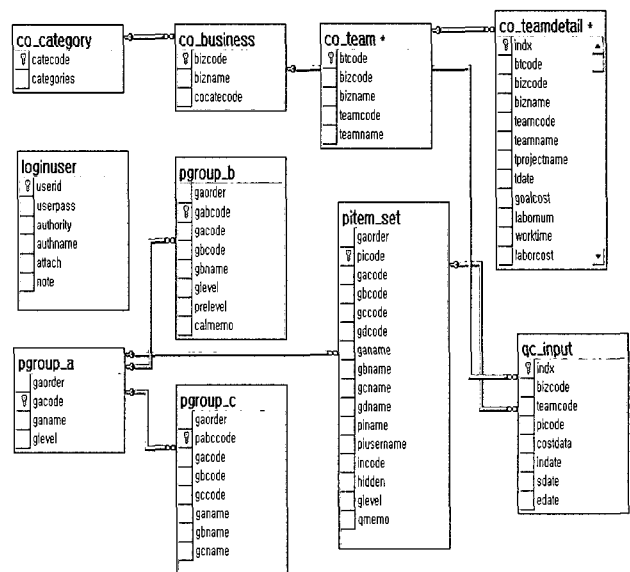 co_category
catecode
categories
co_business
bizcode
bizname
cocatecode
co_team *
btcode
bizcode
bizname
teamcode
teamname
co_teamdetail *
indx
btcode
bizcode
bizname
teamcode
teamname
tprojectname
tdate
goalcost
labornum
worktime
laborcost
loginuser
userid
userpass
authority
authname
attach
note
pgroup_b
gaorder
gabcode
gacode
gbcode
gbname
glevel
prelevel
calmemo
pitem_set
gaorder
picode
gacode
gbcode
gccode
gdcode
ganame
gbname
gcname
gdname
piname
piusername
incode
hidden
glevel
qmemo
qc_input
indx
bizcode
teamcode
picode
costdata
indate
sdate
edate
pgroup_a
gaorder
gacode
ganame
glevel
pgroup_c
gaorder
pabccode
gacode
gbcode
gccode
ganame
gbname
gcname